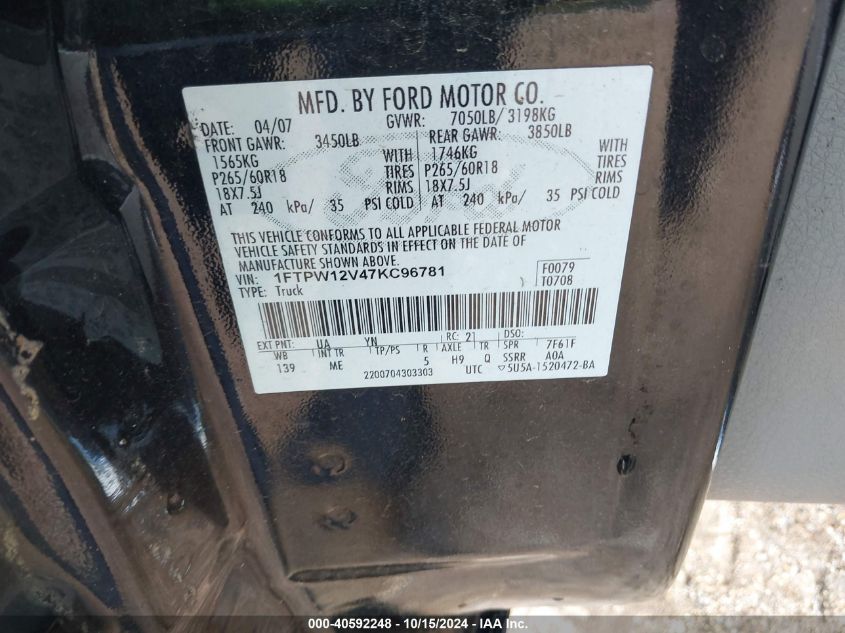 MFD. BY FORD MOTOR CO.
DATE: 04/07 GVWR: 7050LB/ 3198KG
FRONT GAWR: 3450LB REAR GAWR: 3850LB
1565KG WITH 1746KG WITH
P265/60R18 TIRES P265/60R18 TIRES
18X7.5J RIMS 18X7.5J RIMS
AT 240 kPa/ 35 PSI COLD AT 240 kPa/ 35 PSI COLD
Ford
THIS VEHICLE CONFORMS TO ALL APPLICABLE FEDERAL MOTOR
VEHICLE SAFETY STANDARDS IN EFFECT ON THE DATE OF
MANUFACTURE SHOWN ABOVE.
VIN: 1FTPW12V47KC96781 F0079
TYPE: Truck T0708
EXT PNT: UA YN RC: 21 DSO:
WB INT TR TP/PS R AXLE TR SPR 7F61F
139 ME 5 H9 Q SSRR A0A
2200704303303 UTC ▽5U5A-1520472-BA
000-40592248 - 10/15/2024 - IAA Inc.